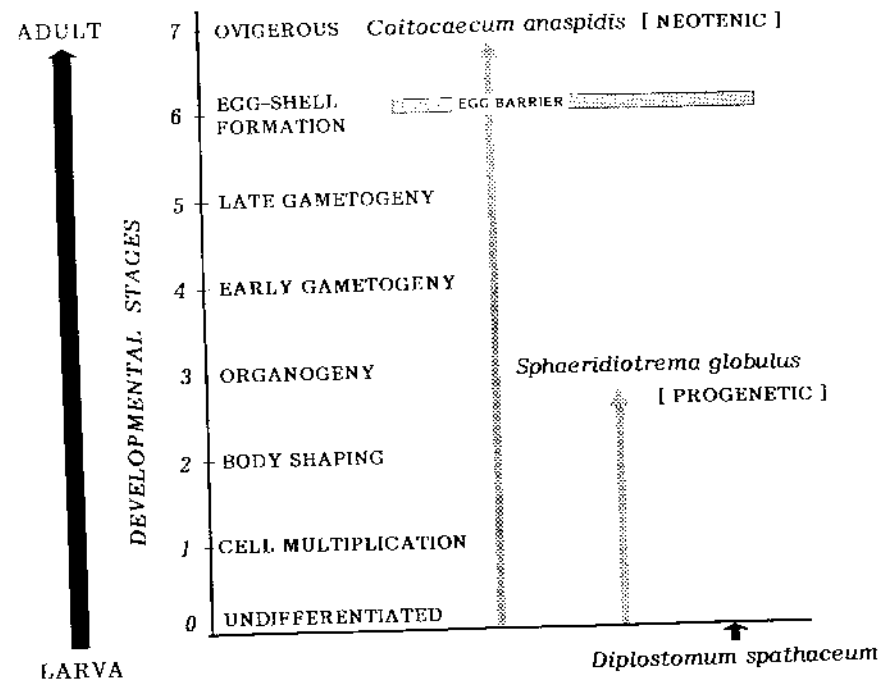 ADULT
7 OVIGEROUS Coitocaecum anaspidis [ NEOTENIC ]
6 EGG-SHELL
FORMATION
EGG BARRIER
5 LATE GAMETOGENY
4 EARLY GAMETOGENY
DEVELOPMENTAL STAGES
3 ORGANOGENY
Sphaeridiotrema globulus
[ PROGENETIC ]
2 BODY SHAPING
1 CELL MULTIPLICATION
0 UNDIFFERENTIATED
LARVA
Diplostomum spathaceum